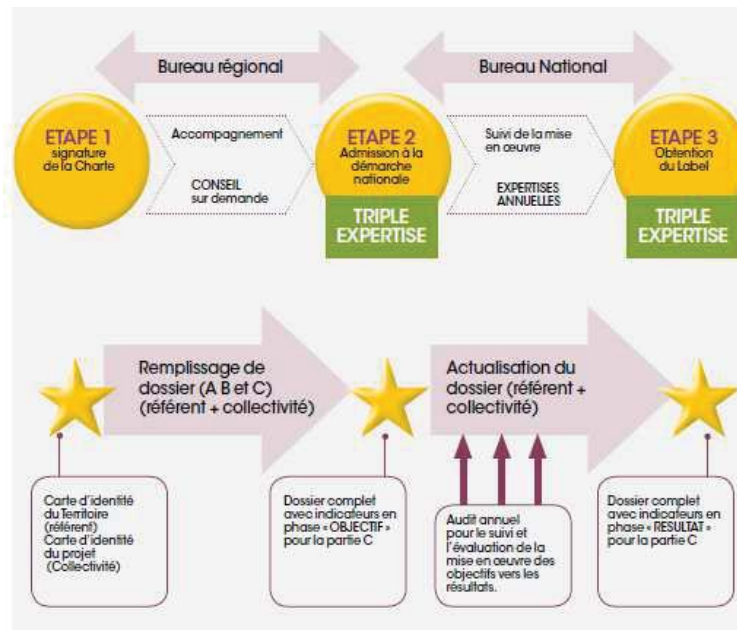 Bureau régional
Bureau National
ETAPE 1
signature
de la Charte
Accompagnement
CONSEIL
sur demande
ETAPE 2
Admission à la
démarche
nationale
TRIPLE
EXPERTISE
Suivi de la mise
en œuvre
EXPERTISES
ANNUELLES
ETAPE 3
Obtention
du Label
TRIPLE
EXPERTISE
Remplissage de
dossier (A B et C)
(référent + collectivité)
Actualisation du
dossier (référent +
collectivité)
Carte d'identité
du Territoire
(référent)
Carte d'identité
du projet
(Collectivité)
Dossier complet
avec indicateurs en
phase « OBJECTIF »
pour la partie C
Audit annuel
pour le suivi et
l'évaluation de la
mise en œuvre des
objectifs vers les
résultats.
Dossier complet
avec indicateurs en
phase « RESULTAT »
pour la partie C